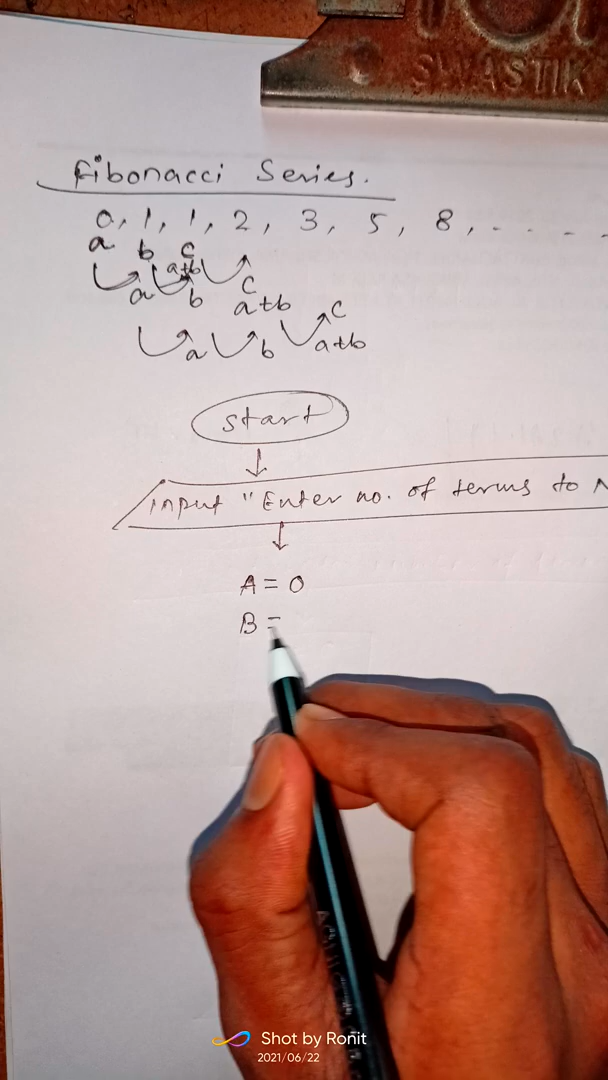 SWASTIK
Fibonacci Series.
0, 1, 1, 2, 3, 5, 8, - - - -
a b c
a+b
a b c
a+b
c
a b a+b
start
input "Enter no. of terms to
A = 0
B =
Shot by Ronit
2021/06/22